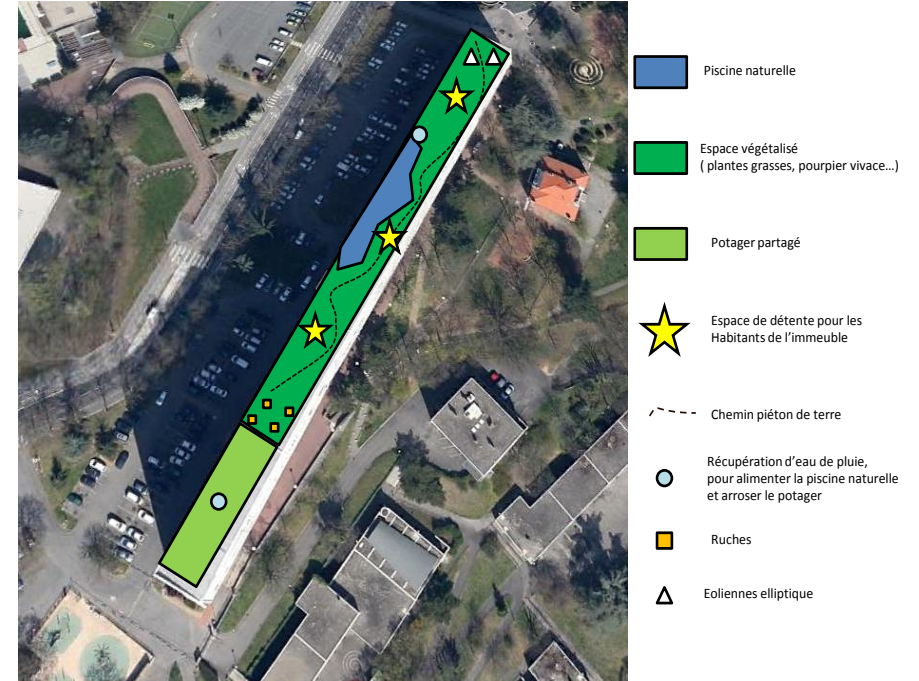 Piscine naturelle
Espace végétalisé
( plantes grasses, pourpier vivace…)
Potager partagé
Espace de détente pour les
Habitants de l’immeuble
Chemin piéton de terre
Récupération d’eau de pluie,
pour alimenter la piscine naturelle
et arroser le potager
Ruches
Eoliennes elliptique